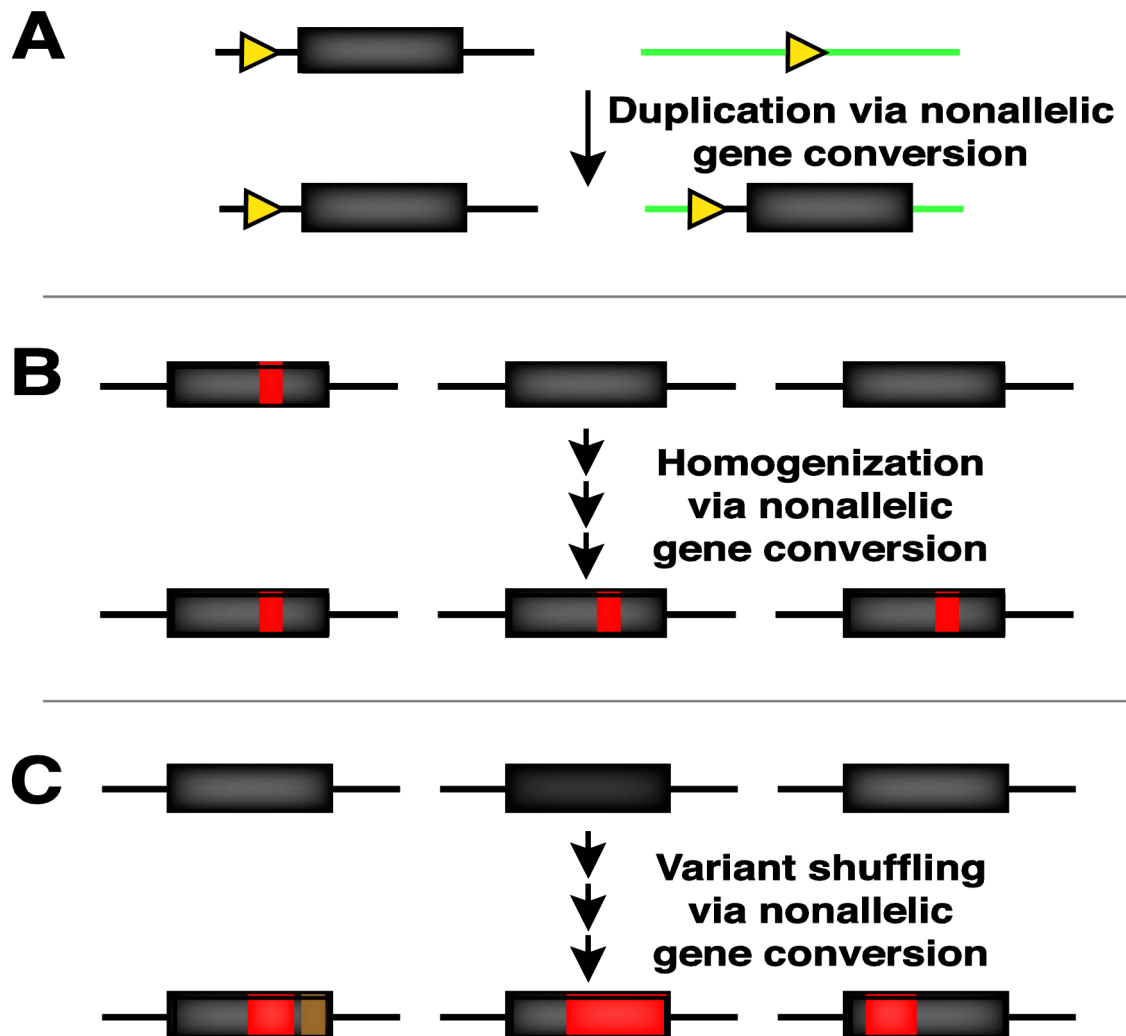 A
Duplication via nonallelic
gene conversion
B
Homogenization
via nonallelic
gene conversion
C
Variant shuffling
via nonallelic
gene conversion